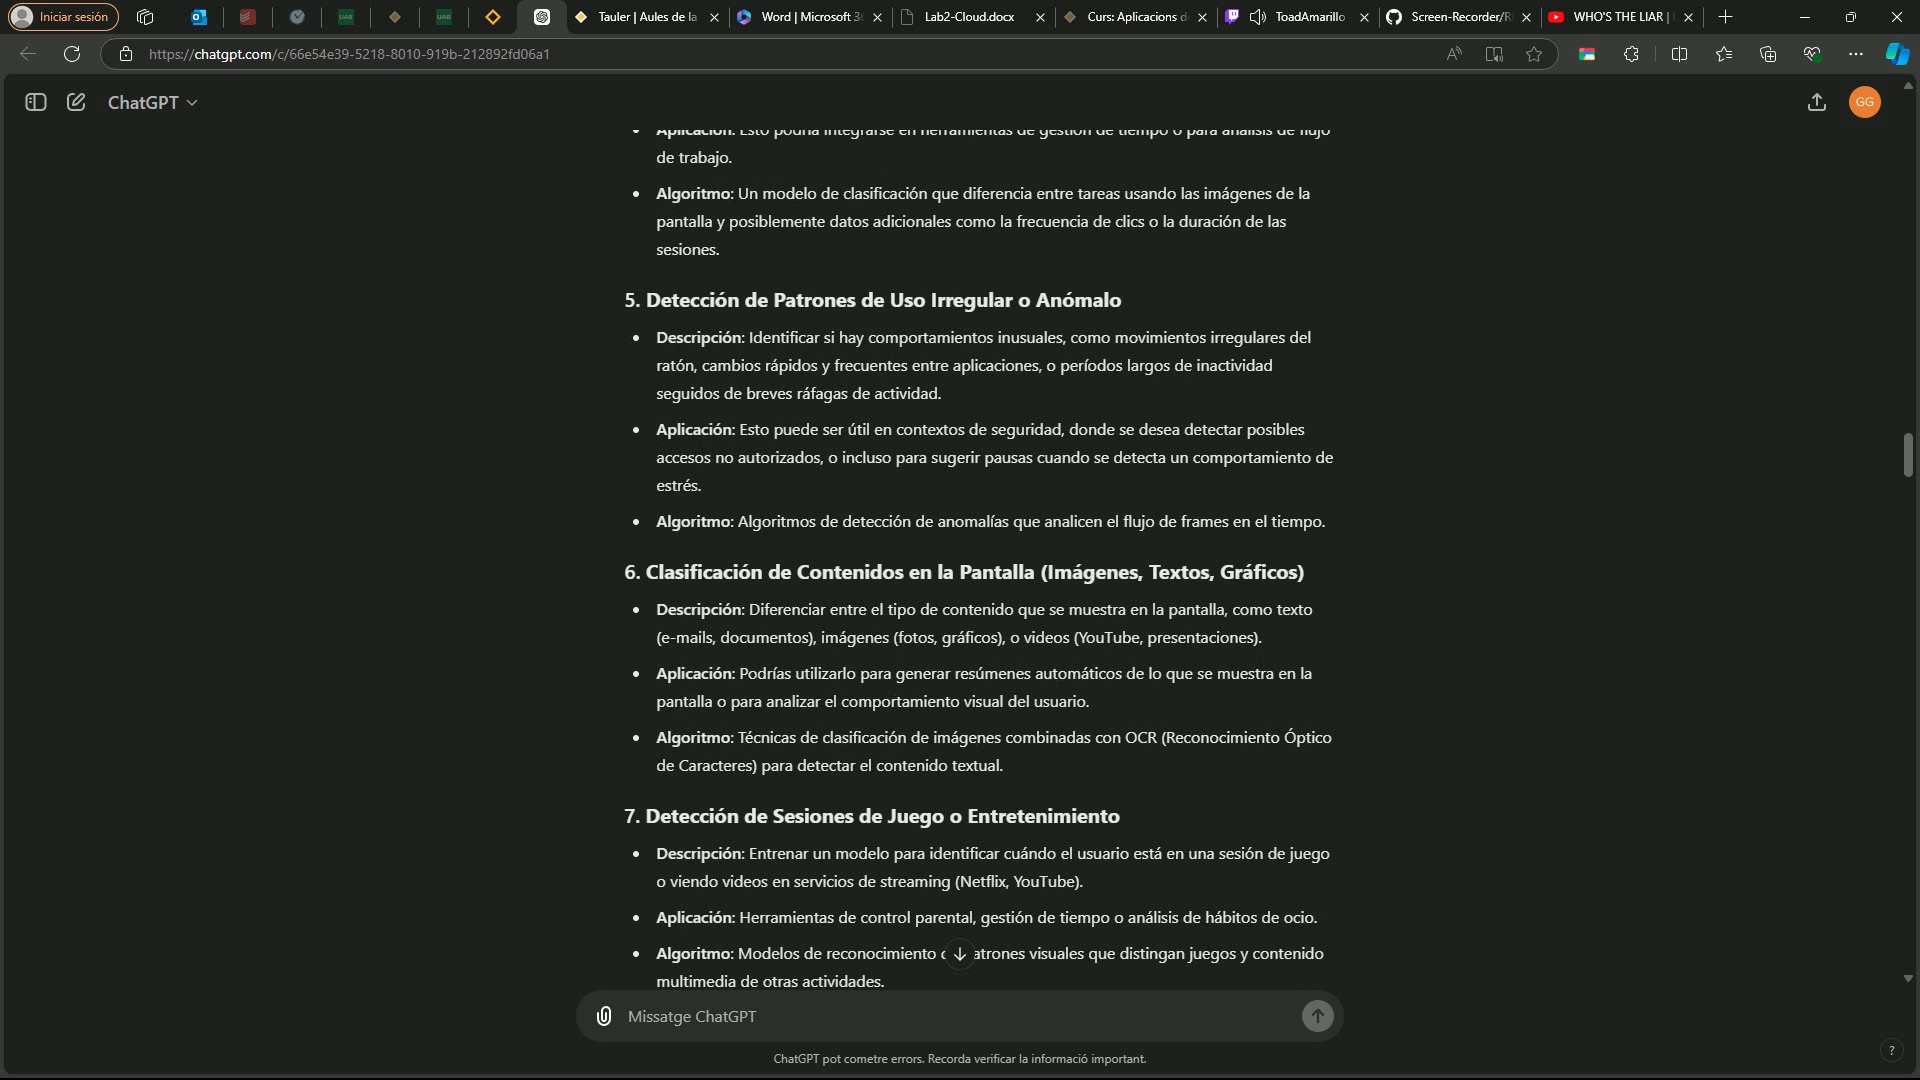 Iniciar sesión
Tauler | Aules de la
Word | Microsoft 3
Lab2-Cloud.docx
Curs: Aplicacions d
ToadAmarillo
Screen-Recorder/R
WHO'S THE LIAR |
https://chatgpt.com/c/66e54e39-5218-8010-919b-212892fd06a1
ChatGPT
GG
Aplicación: Esto podría integrarse en herramientas de gestión de tiempo o para análisis de flujo
de trabajo.
Algoritmo: Un modelo de clasificación que diferencia entre tareas usando las imágenes de la
pantalla y posiblemente datos adicionales como la frecuencia de clics o la duración de las
sesiones.
5. Detección de Patrones de Uso Irregular o Anómalo
Descripción: Identificar si hay comportamientos inusuales, como movimientos irregulares del
ratón, cambios rápidos y frecuentes entre aplicaciones, o períodos largos de inactividad
seguidos de breves ráfagas de actividad.
Aplicación: Esto puede ser útil en contextos de seguridad, donde se desea detectar posibles
accesos no autorizados, o incluso para sugerir pausas cuando se detecta un comportamiento de
estrés.
Algoritmo: Algoritmos de detección de anomalías que analicen el flujo de frames en el tiempo.
6. Clasificación de Contenidos en la Pantalla (Imágenes, Textos, Gráficos)
Descripción: Diferenciar entre el tipo de contenido que se muestra en la pantalla, como texto
(e-mails, documentos), imágenes (fotos, gráficos), o videos (YouTube, presentaciones).
Aplicación: Podrías utilizarlo para generar resúmenes automáticos de lo que se muestra en la
pantalla o para analizar el comportamiento visual del usuario.
Algoritmo: Técnicas de clasificación de imágenes combinadas con OCR (Reconocimiento Óptico
de Caracteres) para detectar el contenido textual.
7. Detección de Sesiones de Juego o Entretenimiento
Descripción: Entrenar un modelo para identificar cuándo el usuario está en una sesión de juego
o viendo videos en servicios de streaming (Netflix, YouTube).
Aplicación: Herramientas de control parental, gestión de tiempo o análisis de hábitos de ocio.
Algoritmo: Modelos de reconocimiento atrones visuales que distingan juegos y contenido
multimedia de otras actividades.
Missatge ChatGPT
ChatGPT pot cometre errors. Recorda verificar la informació important.
?